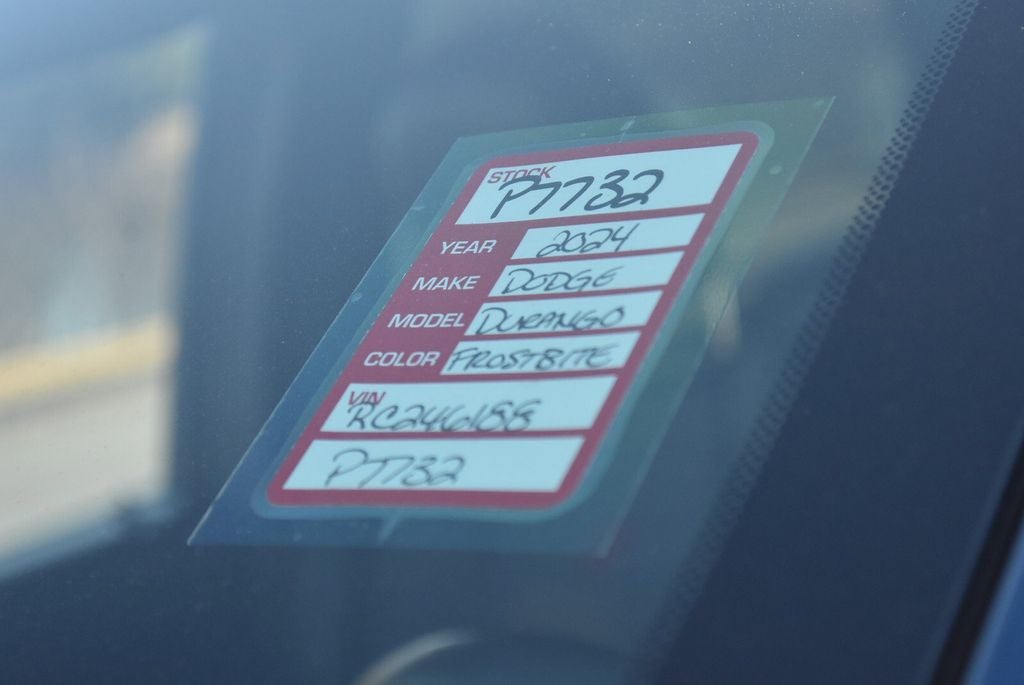 STOCK
P7732
YEAR 2024
MAKE DODGE
MODEL DURANGO
COLOR FROSTBITE
VIN
RC246188
P7732